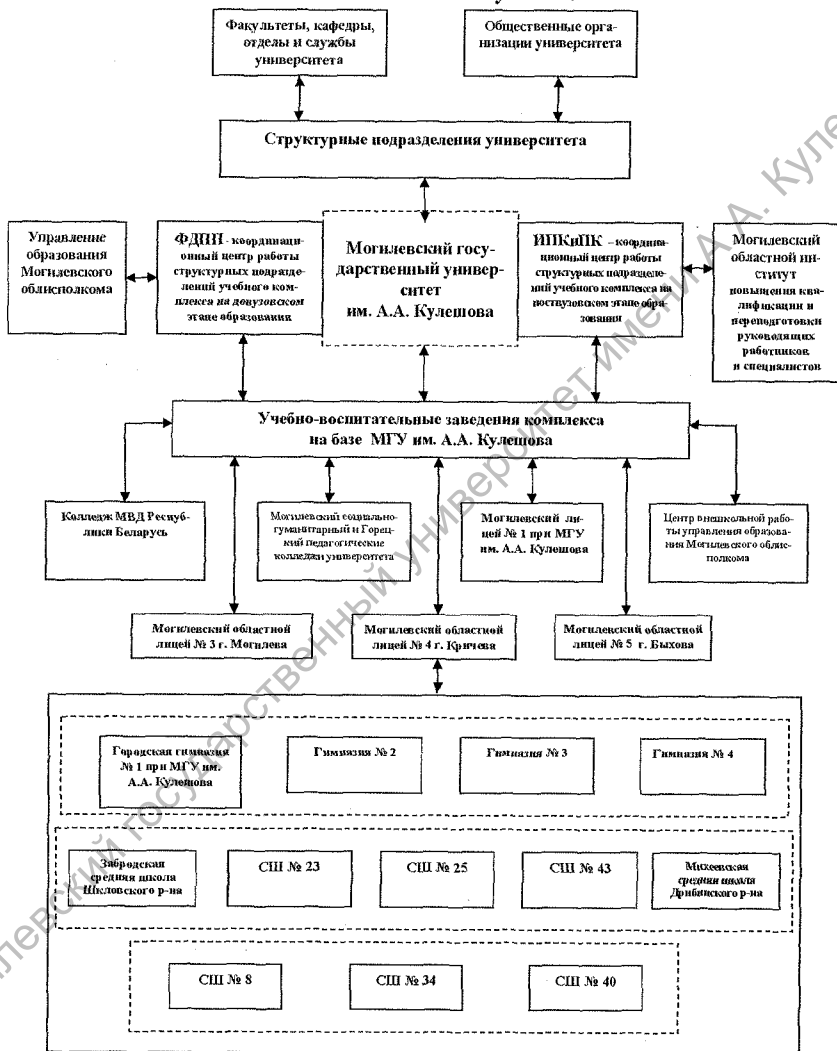 Факультеты, кафедры,
отделы и службы
университета
Общественные орга-
низации университета
Структурные подразделения университета
Управление
образования
Могилевского
облисполкома
ФДПП - координаци-
онный центр работы
структурных подразде-
лений учебного ком-
плекса на довузовском
этапе образования
Могилевский госу-
дарственный универ-
ситет
им. А.А. Кулешова
ИПКиПК – координа-
ционный центр работы
структурных подразделе-
ний учебного комплекса на
поствузовском этапе обр-
азования
Могилевский
областной ин-
ститут
повышения ква-
лификации и
переподготовки
руководящих
работников
и специалистов
Учебно-воспитательные заведения комплекса
на базе МГУ им. А.А. Кулешова
Колледж МВД Респуб-
лики Беларусь
Могилевский социально-
гуманитарный и Горец-
кий педагогические
колледжи университета
Могилевский ли-
цей № 1 при МГУ
им. А.А. Кулешова
Центр внешкольной рабо-
ты управления образова-
ния Могилевского облис-
полкома
Могилевский областной
лицей № 3 г. Могилева
Могилевский областной
лицей № 4 г. Кричева
Могилевский областной
лицей № 5 г. Быхова
Городская гимназия
№ 1 при МГУ им.
А.А. Кулешова
Гимназия № 2
Гимназия № 3
Гимназия № 4
Забродская
средняя школа
Шкловского р-на
СШ № 23
СШ № 25
СШ № 43
Михеевская
средняя школа
Дрибинского р-на
СШ № 8
СШ № 34
СШ № 40
левский государственный университет имени А.А. Куле